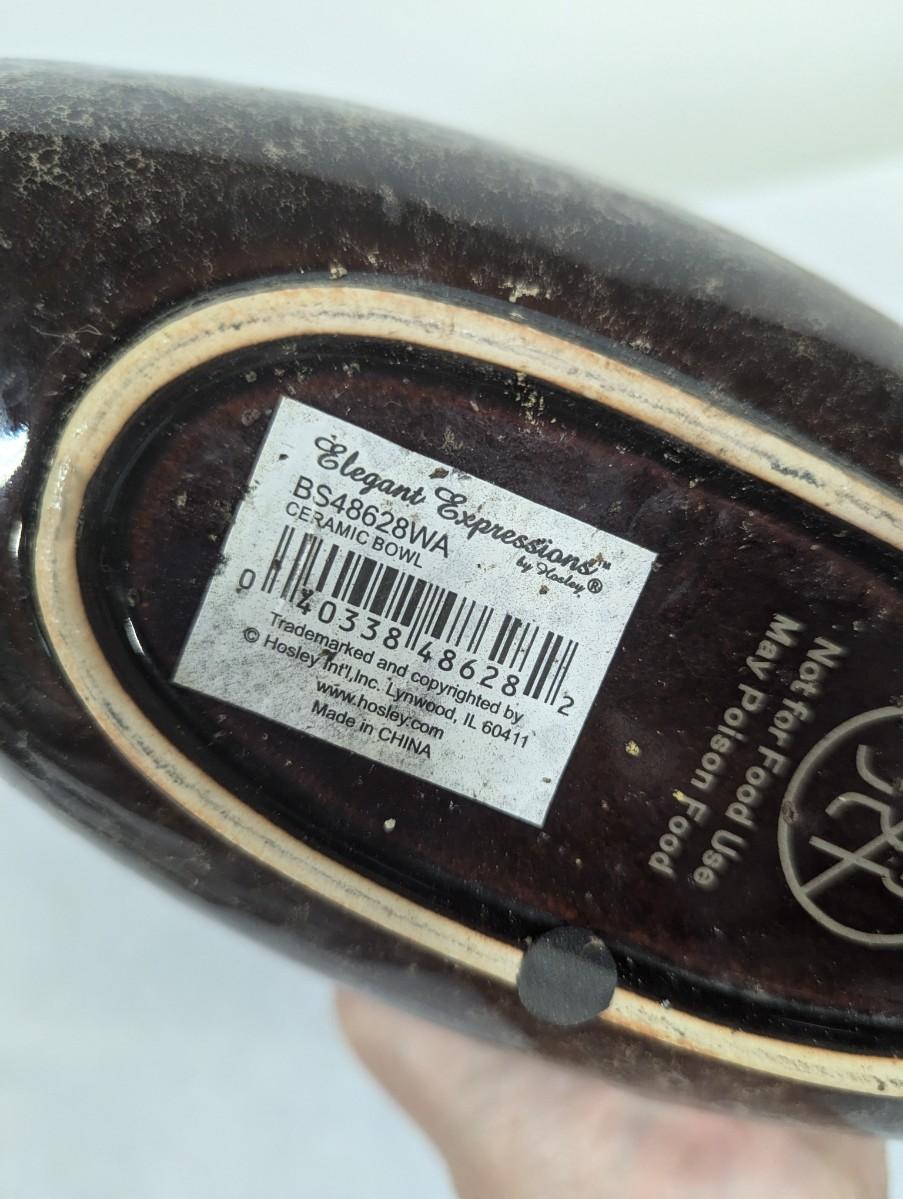 Elegant Expressions™
by Hosley®
BS48628WA
CERAMIC BOWL
0 40338 48628 2
Trademarked and copyrighted by
© Hosley Int'l,Inc. Lynwood, IL 60411
www.hosley.com
Made in CHINA
Not for Food Use
May Poison Food